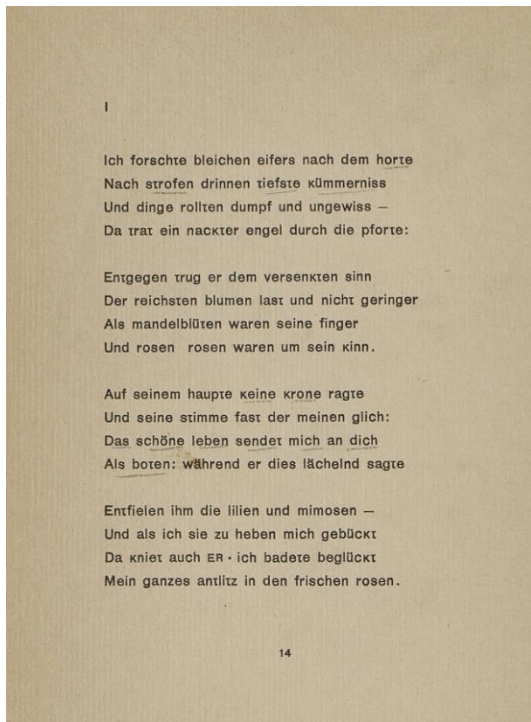 I
Ich forschte bleichen eifers nach dem horte
Nach strofen drinnen tiefste kümmerniss
Und dinge rollten dumpf und ungewiss —
Da trat ein nackter engel durch die pforte:
Entgegen trug er dem versenkten sinn
Der reichsten blumen last und nicht geringer
Als mandelblüten waren seine finger
Und rosen rosen waren um sein kinn.
Auf seinem haupte keine krone ragte
Und seine stimme fast der meinen glich:
Das schöne leben sendet mich an dich
Als boten: während er dies lächelnd sagte
Entfielen ihm die lilien und mimosen —
Und als ich sie zu heben mich gebückt
Da kniet auch ER · ich badete beglückt
Mein ganzes antlitz in den frischen rosen.
14